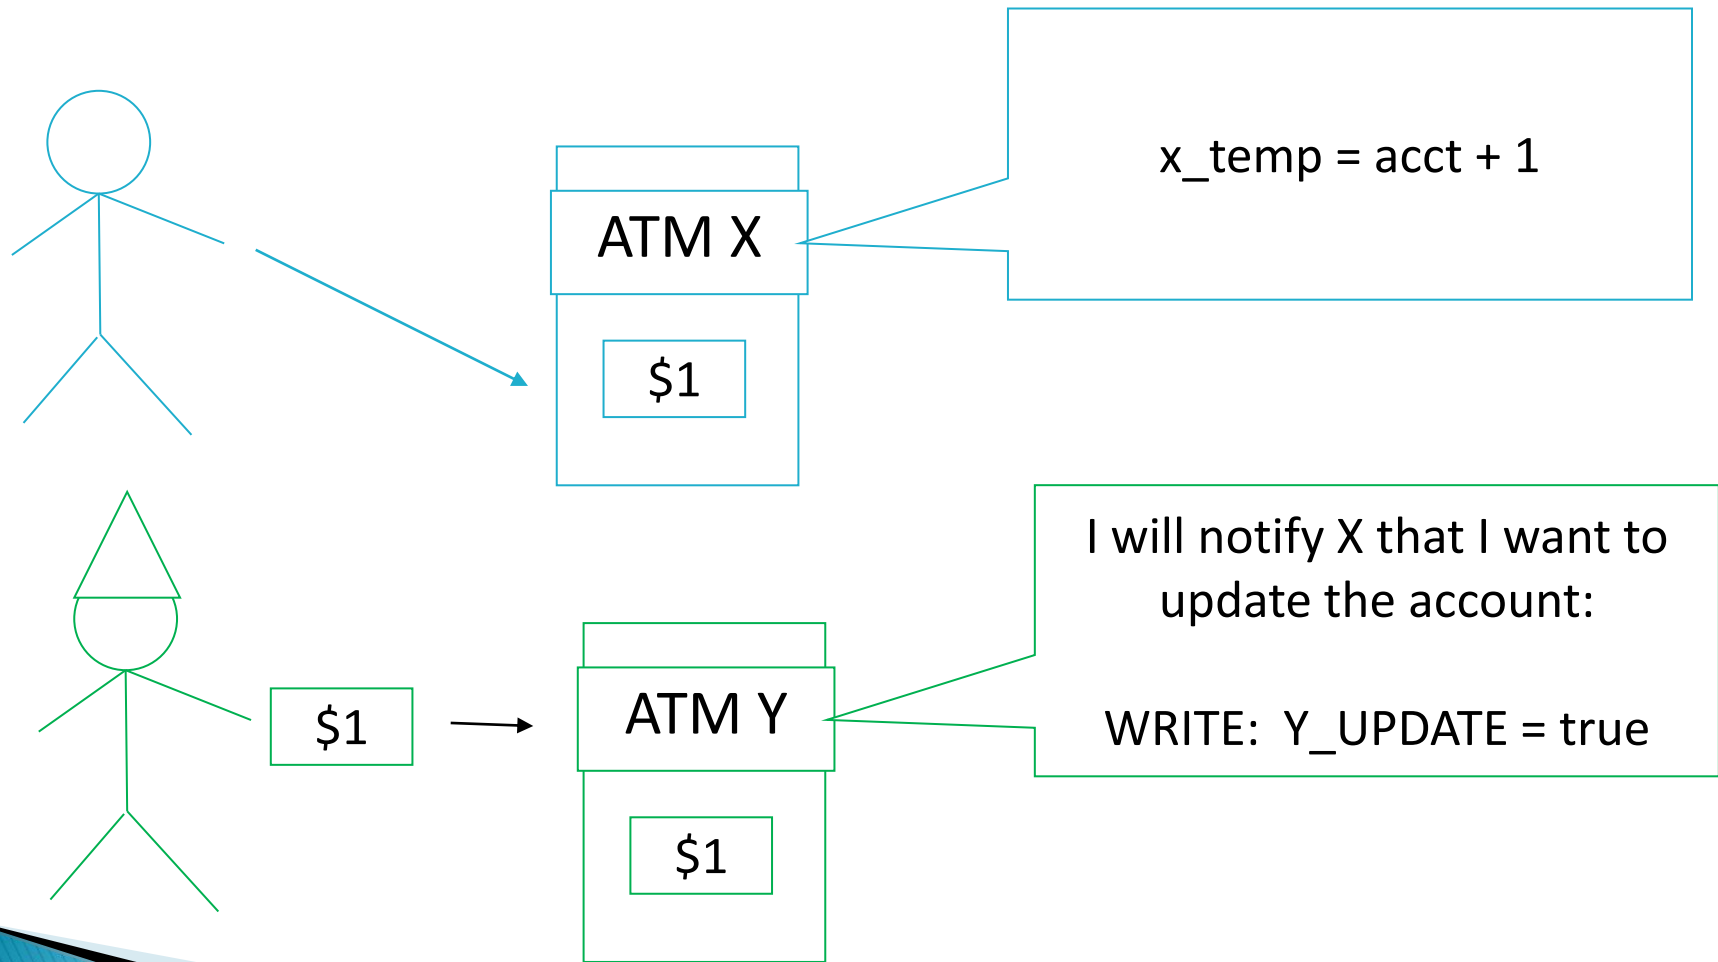 x_temp = acct + 1
ATM X
$1
I will notify X that I want to
update the account:
WRITE:  Y_UPDATE = true
ATM Y
$1
$1